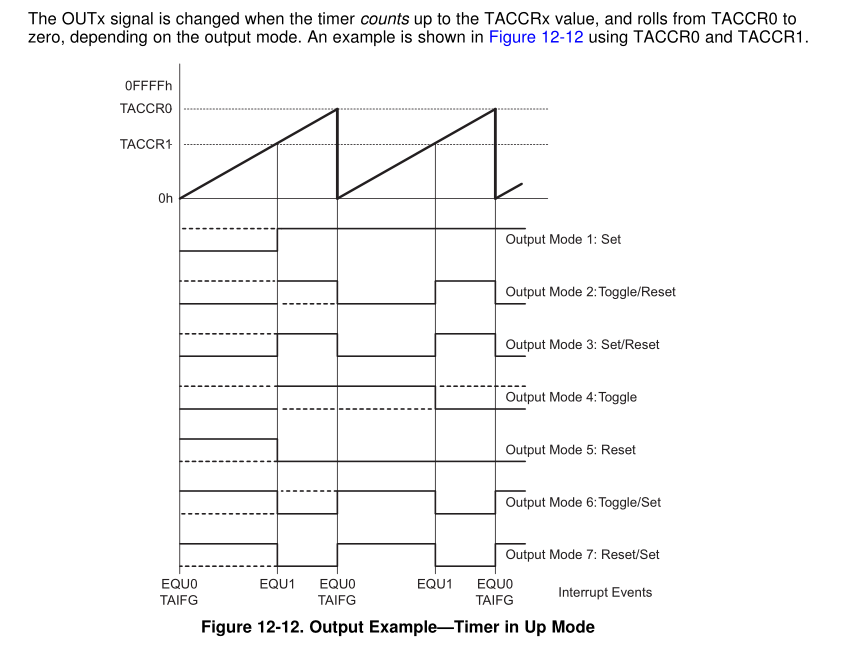 The OUTx signal is changed when the timer counts up to the TACCRx value, and rolls from TACCR0 to
zero, depending on the output mode. An example is shown in Figure 12-12 using TACCR0 and TACCR1.
0FFFFh
TACCR0
TACCR1
0h
Output Mode 1: Set
Output Mode 2:Toggle/Reset
Output Mode 3: Set/Reset
Output Mode 4:Toggle
Output Mode 5: Reset
Output Mode 6:Toggle/Set
Output Mode 7: Reset/Set
EQU0 EQU1 EQU0 EQU1 EQU0
TAIFG TAIFG TAIFG
Interrupt Events
Figure 12-12. Output Example—Timer in Up Mode